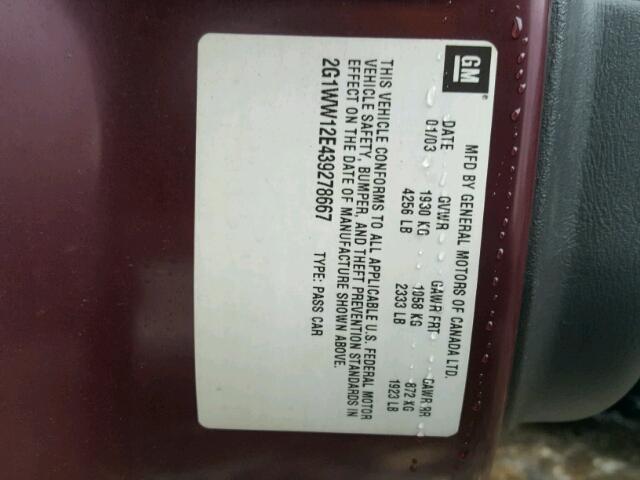 GM
MFD BY GENERAL MOTORS OF CANADA LTD.
DATE GVWR GAWR FRT GAWR RR
01/03 1930 KG 1058 KG 872 KG
4256 LB 2333 LB 1923 LB
THIS VEHICLE CONFORMS TO ALL APPLICABLE U.S. FEDERAL MOTOR
VEHICLE SAFETY, BUMPER, AND THEFT PREVENTION STANDARDS IN
EFFECT ON THE DATE OF MANUFACTURE SHOWN ABOVE.
2G1WW12E439278667 TYPE: PASS CAR